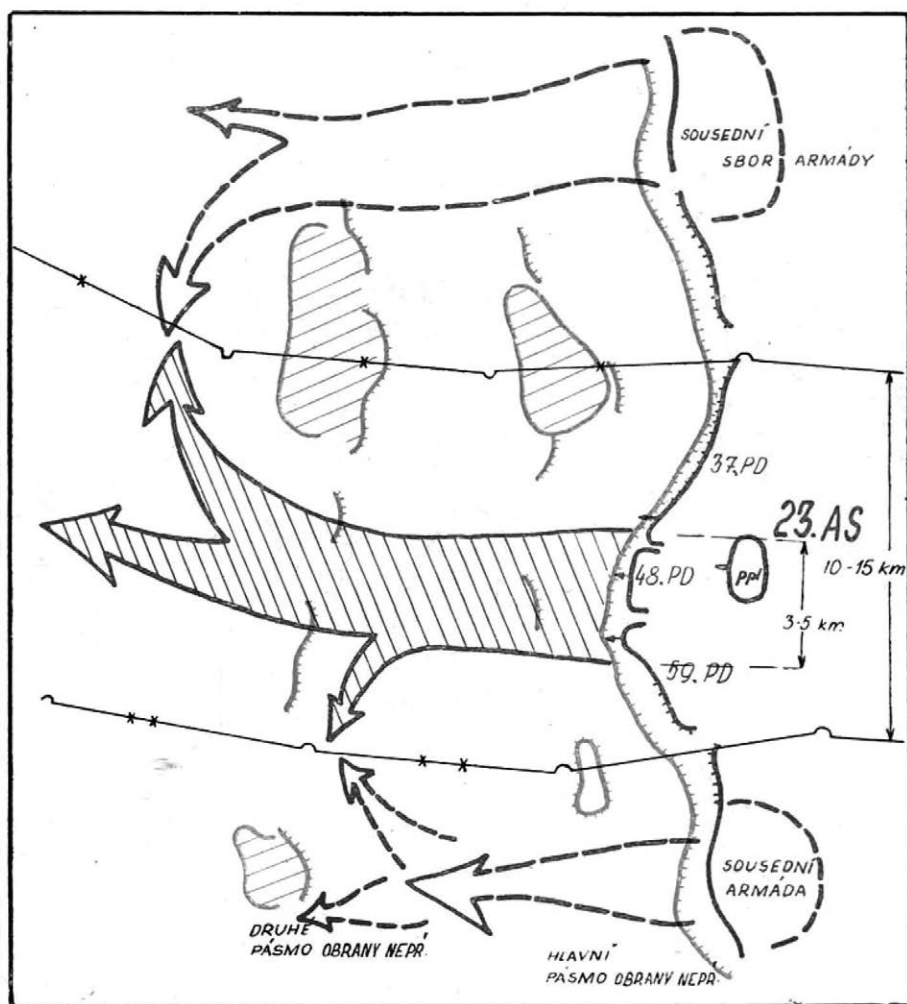 SOUSEDNÍ
SBOR ARMÁDY
37.PD
23.AS
10-15 km
48.PD
ppl
3-5 km
59.PD
SOUSEDNÍ
ARMÁDA
DRUHÉ
PÁSMO OBRANY NEPŘ.
HLAVNÍ
PÁSMO OBRANY NEPŘ.